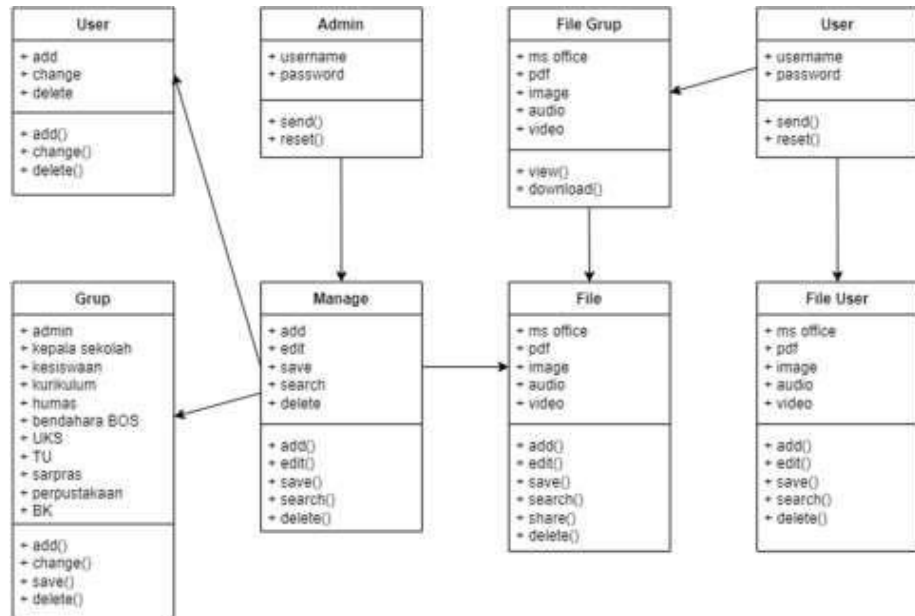 User
+ add
+ change
+ delete
+ add()
+ change()
+ delete()
Admin
+ username
+ password
+ send()
+ reset()
File Grup
+ ms office
+ pdf
+ image
+ audio
+ video
+ view()
+ download()
User
+ username
+ password
+ send()
+ reset()
Grup
+ admin
+ kepala sekolah
+ kesiswaan
+ kurikulum
+ humas
+ bendahara BOS
+ UKS
+ TU
+ sarpras
+ perpustakaan
+ BK
+ add()
+ change()
+ save()
+ delete()
Manage
+ add
+ edit
+ save
+ search
+ delete
+ add()
+ edit()
+ save()
+ search()
+ delete()
File
+ ms office
+ pdf
+ image
+ audio
+ video
+ add()
+ edit()
+ save()
+ search()
+ share()
+ delete()
File User
+ ms office
+ pdf
+ image
+ audio
+ video
+ add()
+ edit()
+ save()
+ search()
+ delete()